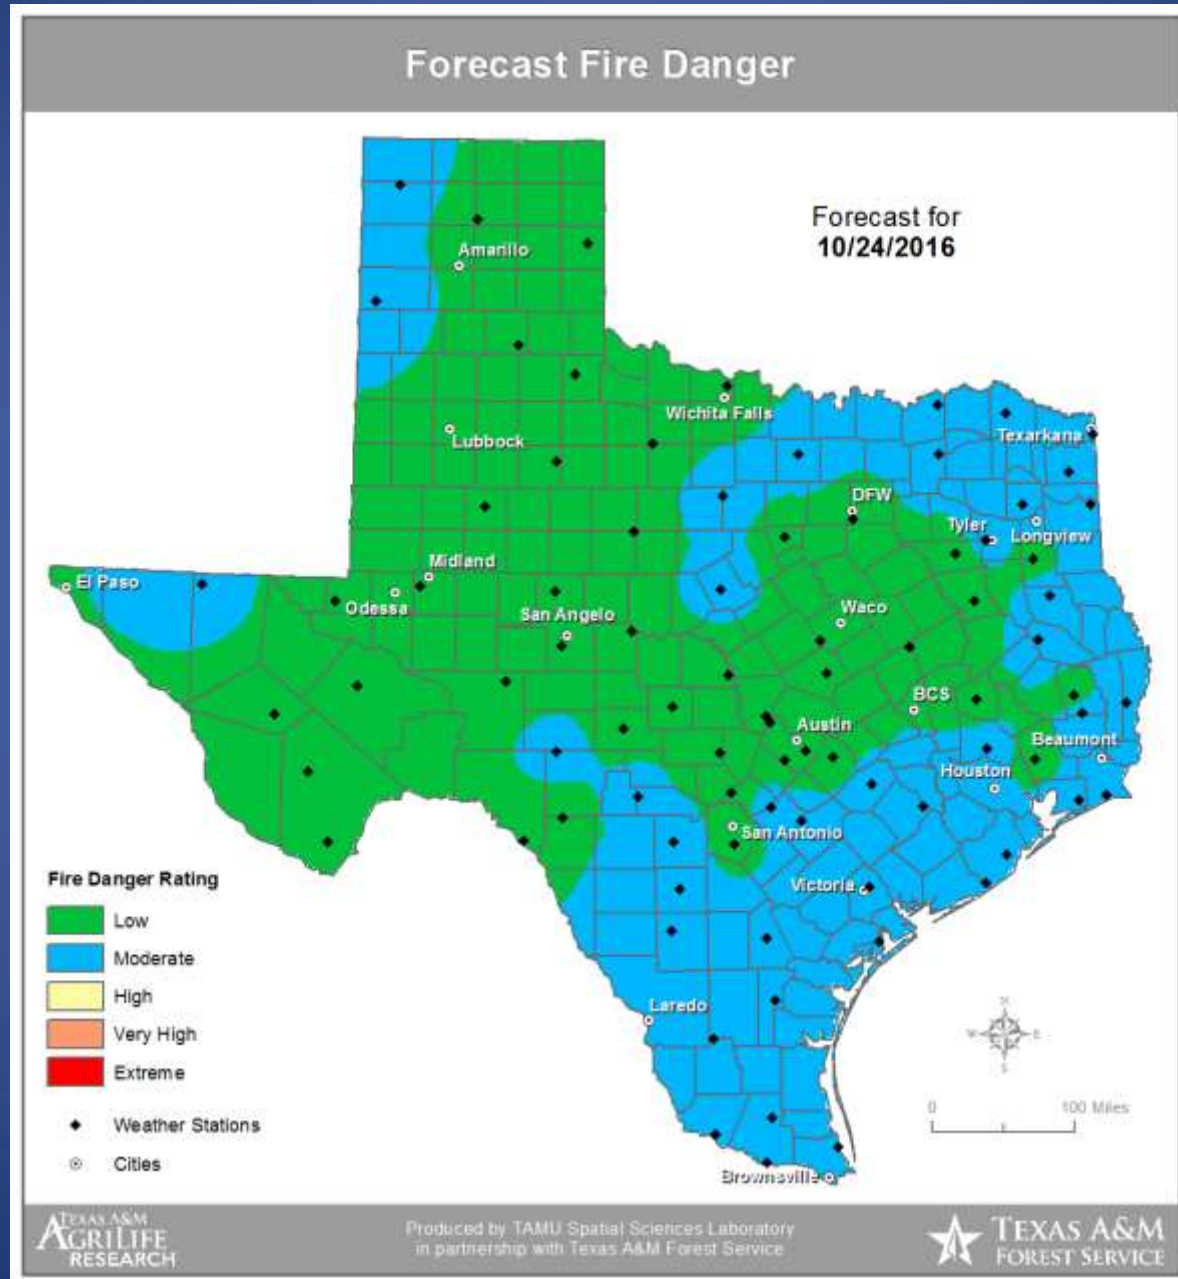 Forecast Fire Danger
Forecast for
10/24/2016
Amarillo
Wichita Falls
Lubbock
Texarkana
DFW
Tyler
Longview
Midland
El Paso
Odessa
San Angelo
Waco
BCS
Austin
Beaumont
Houston
San Antonio
Victoria
Laredo
Brownsville
Fire Danger Rating
Low
Moderate
High
Very High
Extreme
Weather Stations
Cities
N
W E
S
0 100 Miles
TEXAS A&M
AGRILIFE
RESEARCH
Produced by TAMU Spatial Sciences Laboratory
in partnership with Texas A&M Forest Service
TEXAS A&M
FOREST SERVICE